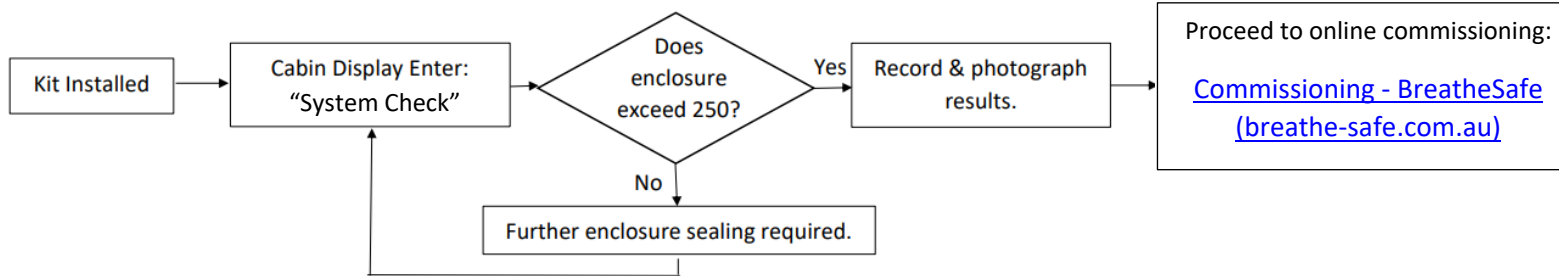 Kit Installed
Cabin Display Enter:
“System Check”
Does
enclosure
exceed 250?
Yes
Record & photograph
results.
Proceed to online commissioning:
Commissioning - BreatheSafe
(breathe-safe.com.au)
No
Further enclosure sealing required.